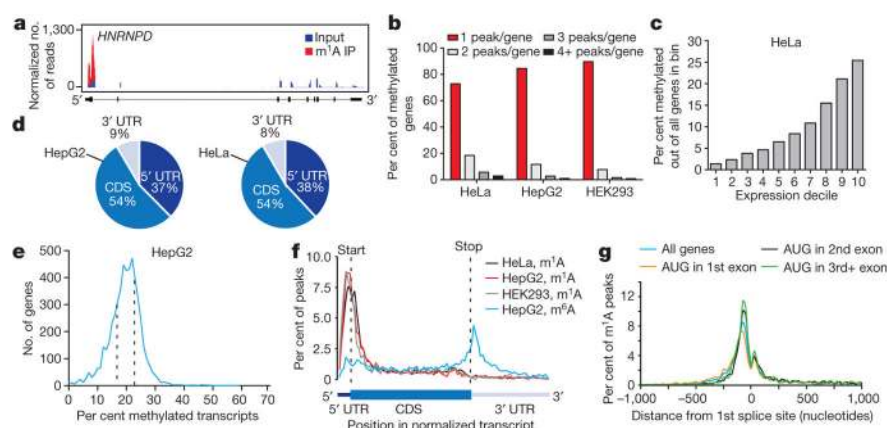 a
HNRNPD
1,300
0
Normalized no.
of reads
Input
m¹A IP
5′
3′
b
100
80
60
40
20
0
Per cent of methylated
genes
1 peak/gene
2 peaks/gene
3 peaks/gene
4+ peaks/gene
HeLa
HepG2
HEK293
c
HeLa
30
25
20
15
10
5
0
Per cent methylated
out of all genes in bin
1 2 3 4 5 6 7 8 9 10
Expression decile
d
3′ UTR
9%
HepG2
5′ UTR
37%
CDS
54%
3′ UTR
8%
HeLa
5′ UTR
38%
CDS
54%
e
HepG2
500
400
300
200
100
0
No. of genes
0 10 20 30 40 50 60 70
Per cent methylated transcripts
f
Start
Stop
10.0
7.5
5.0
2.5
0
Per cent of peaks
HeLa, m¹A
HepG2, m¹A
HEK293, m¹A
HepG2, m⁶A
5′
3′
5′ UTR
CDS
3′ UTR
Position in normalized transcript
g
All genes
AUG in 1st exon
AUG in 2nd exon
AUG in 3rd+ exon
12
8
4
0
Per cent of m¹A peaks
−1,000 −500 0 500 1,000
Distance from 1st splice site (nucleotides)